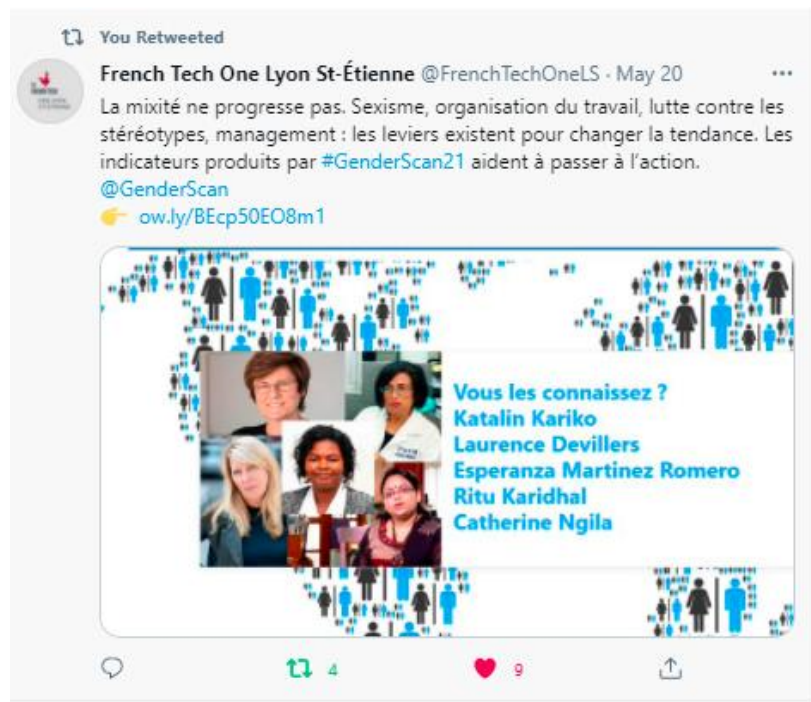 You Retweeted
French Tech One Lyon St-Étienne @FrenchTechOneLS · May 20
La mixité ne progresse pas. Sexisme, organisation du travail, lutte contre les
stéréotypes, management : les leviers existent pour changer la tendance. Les
indicateurs produits par #GenderScan21 aident à passer à l'action.
@GenderScan
👉 ow.ly/BEcp50EO8m1
Vous les connaissez ?
Katalin Kariko
Laurence Devillers
Esperanza Martinez Romero
Ritu Karidhal
Catherine Ngila
4 9